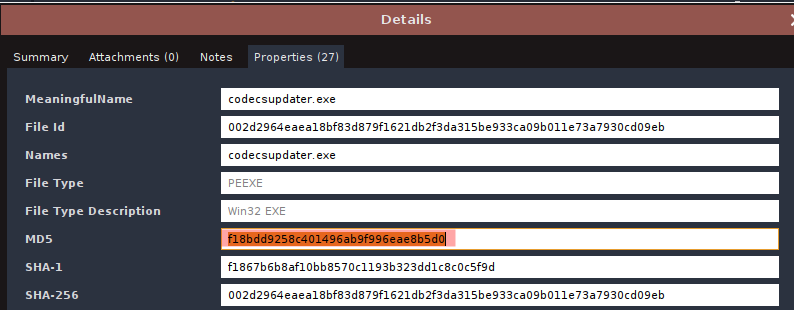 Details
Summary Attachments (0) Notes Properties (27)
MeaningfulName codecsupdater.exe
File Id 002d2964eaea18bf83d879f1621db2f3da315be933ca09b011e73a7930cd09eb
Names codecsupdater.exe
File Type PEEXE
File Type Description Win32 EXE
MD5 f18bdd9258c401496ab9f996eae8b5d0
SHA-1 f1867b6b8af10bb8570c1193b323dd1c8c0c5f9d
SHA-256 002d2964eaea18bf83d879f1621db2f3da315be933ca09b011e73a7930cd09eb